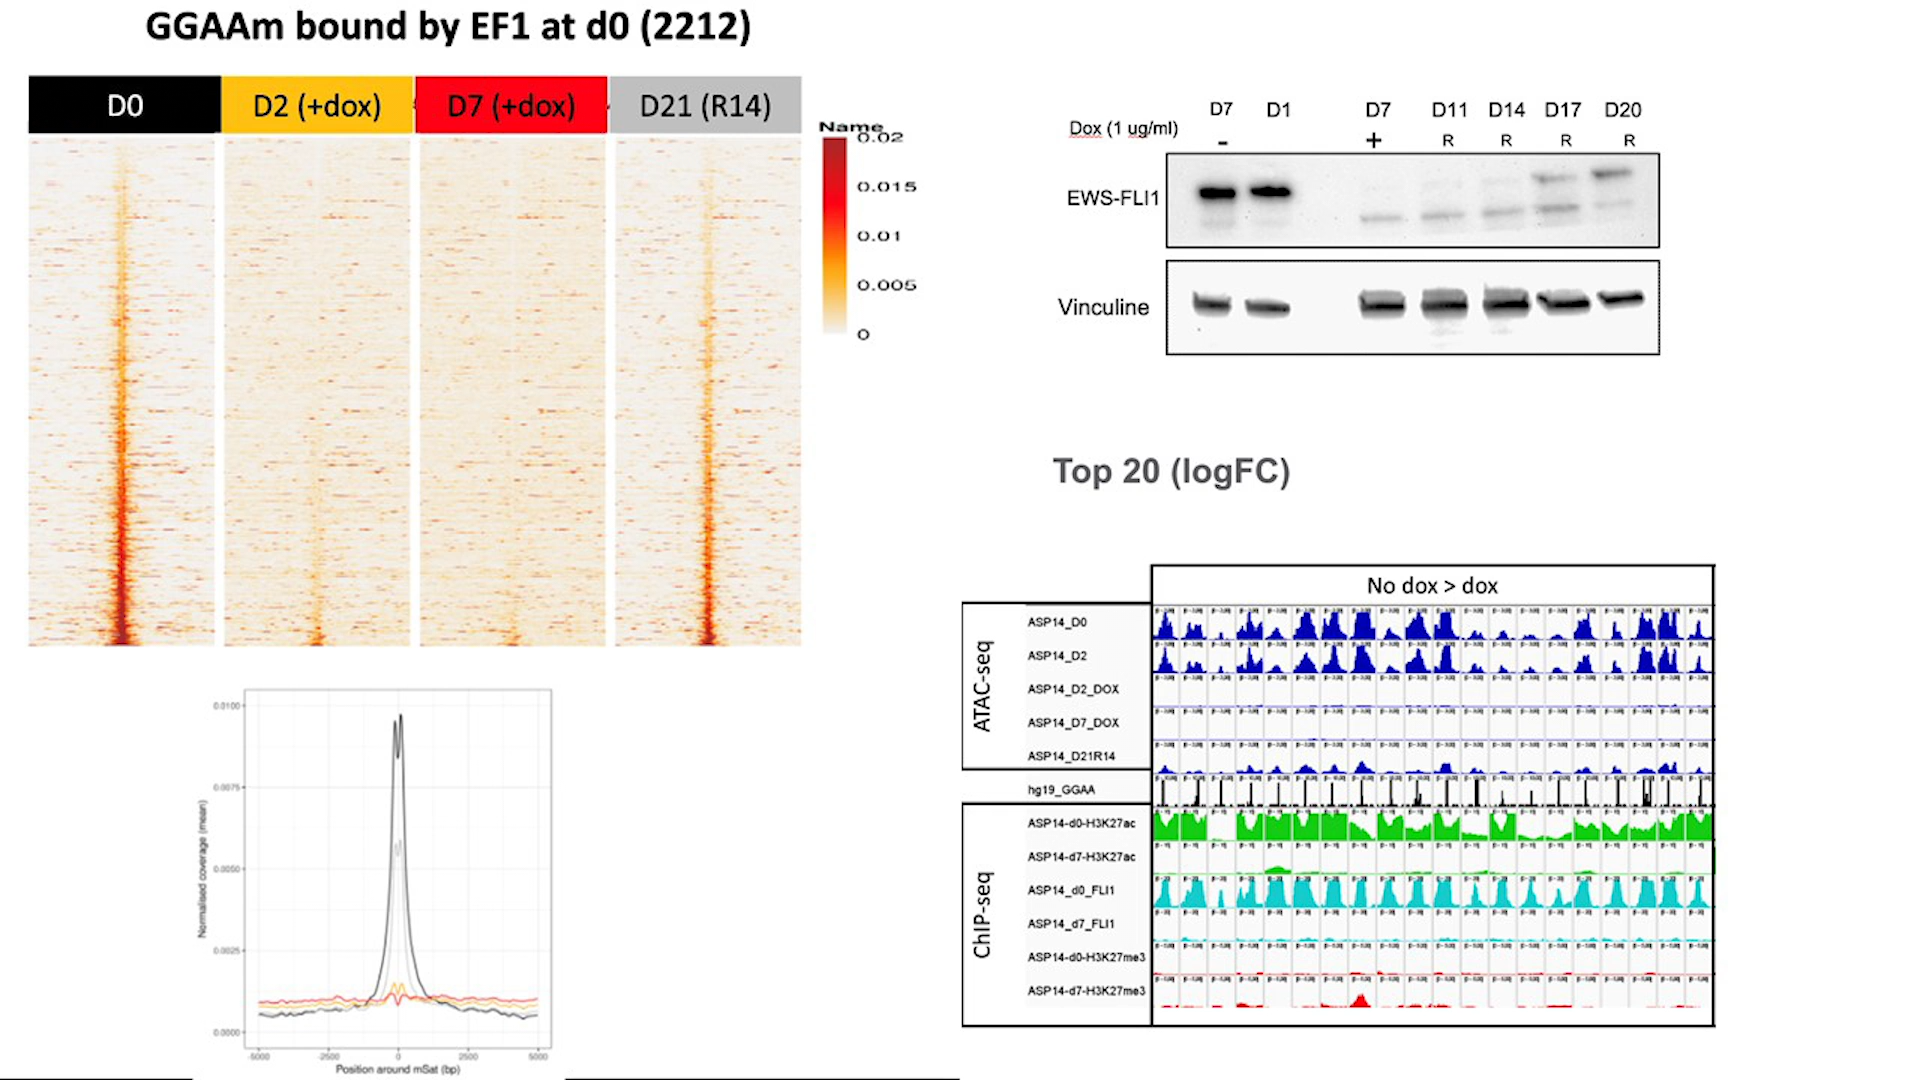 GGAAm bound by EF1 at d0 (2212)
D0 D2 (+dox) D7 (+dox) D21 (R14)
Name
0.02
0.015
0.01
0.005
0
D7 D1 D7 D11 D14 D17 D20
Dox (1 ug/ml) - + R R R R
EWS-FLI1
Vinculine
Top 20 (logFC)
No dox > dox
ATAC-seq
ASP14_D0
ASP14_D2
ASP14_D2_DOX
ASP14_D7_DOX
ASP14_D21R14
hg19_GGAA
ChIP-seq
ASP14-d0-H3K27ac
ASP14-d7-H3K27ac
ASP14_d0_FLI1
ASP14_d7_FLI1
ASP14-d0-H3K27me3
ASP14-d7-H3K27me3
Normalised coverage (mean)
0.0100
0.0075
0.0050
0.0025
0.0000
-5000 -2500 0 2500 5000
Position around mSat (bp)